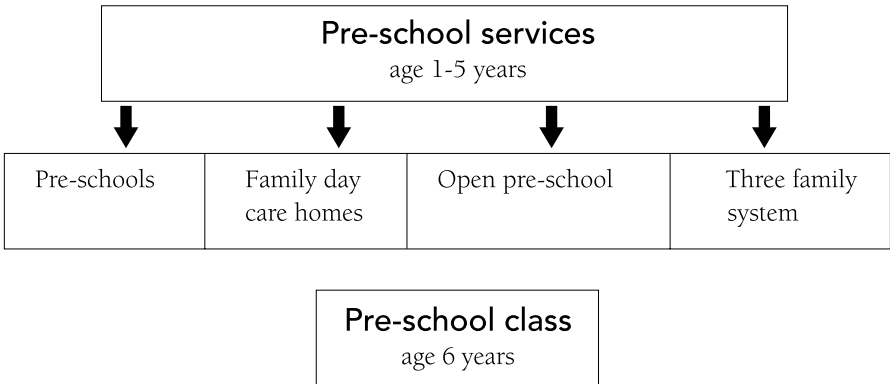 Pre-school services
age 1-5 years
Pre-schools
Family day
care homes
Open pre-school
Three family
system
Pre-school class
age 6 years